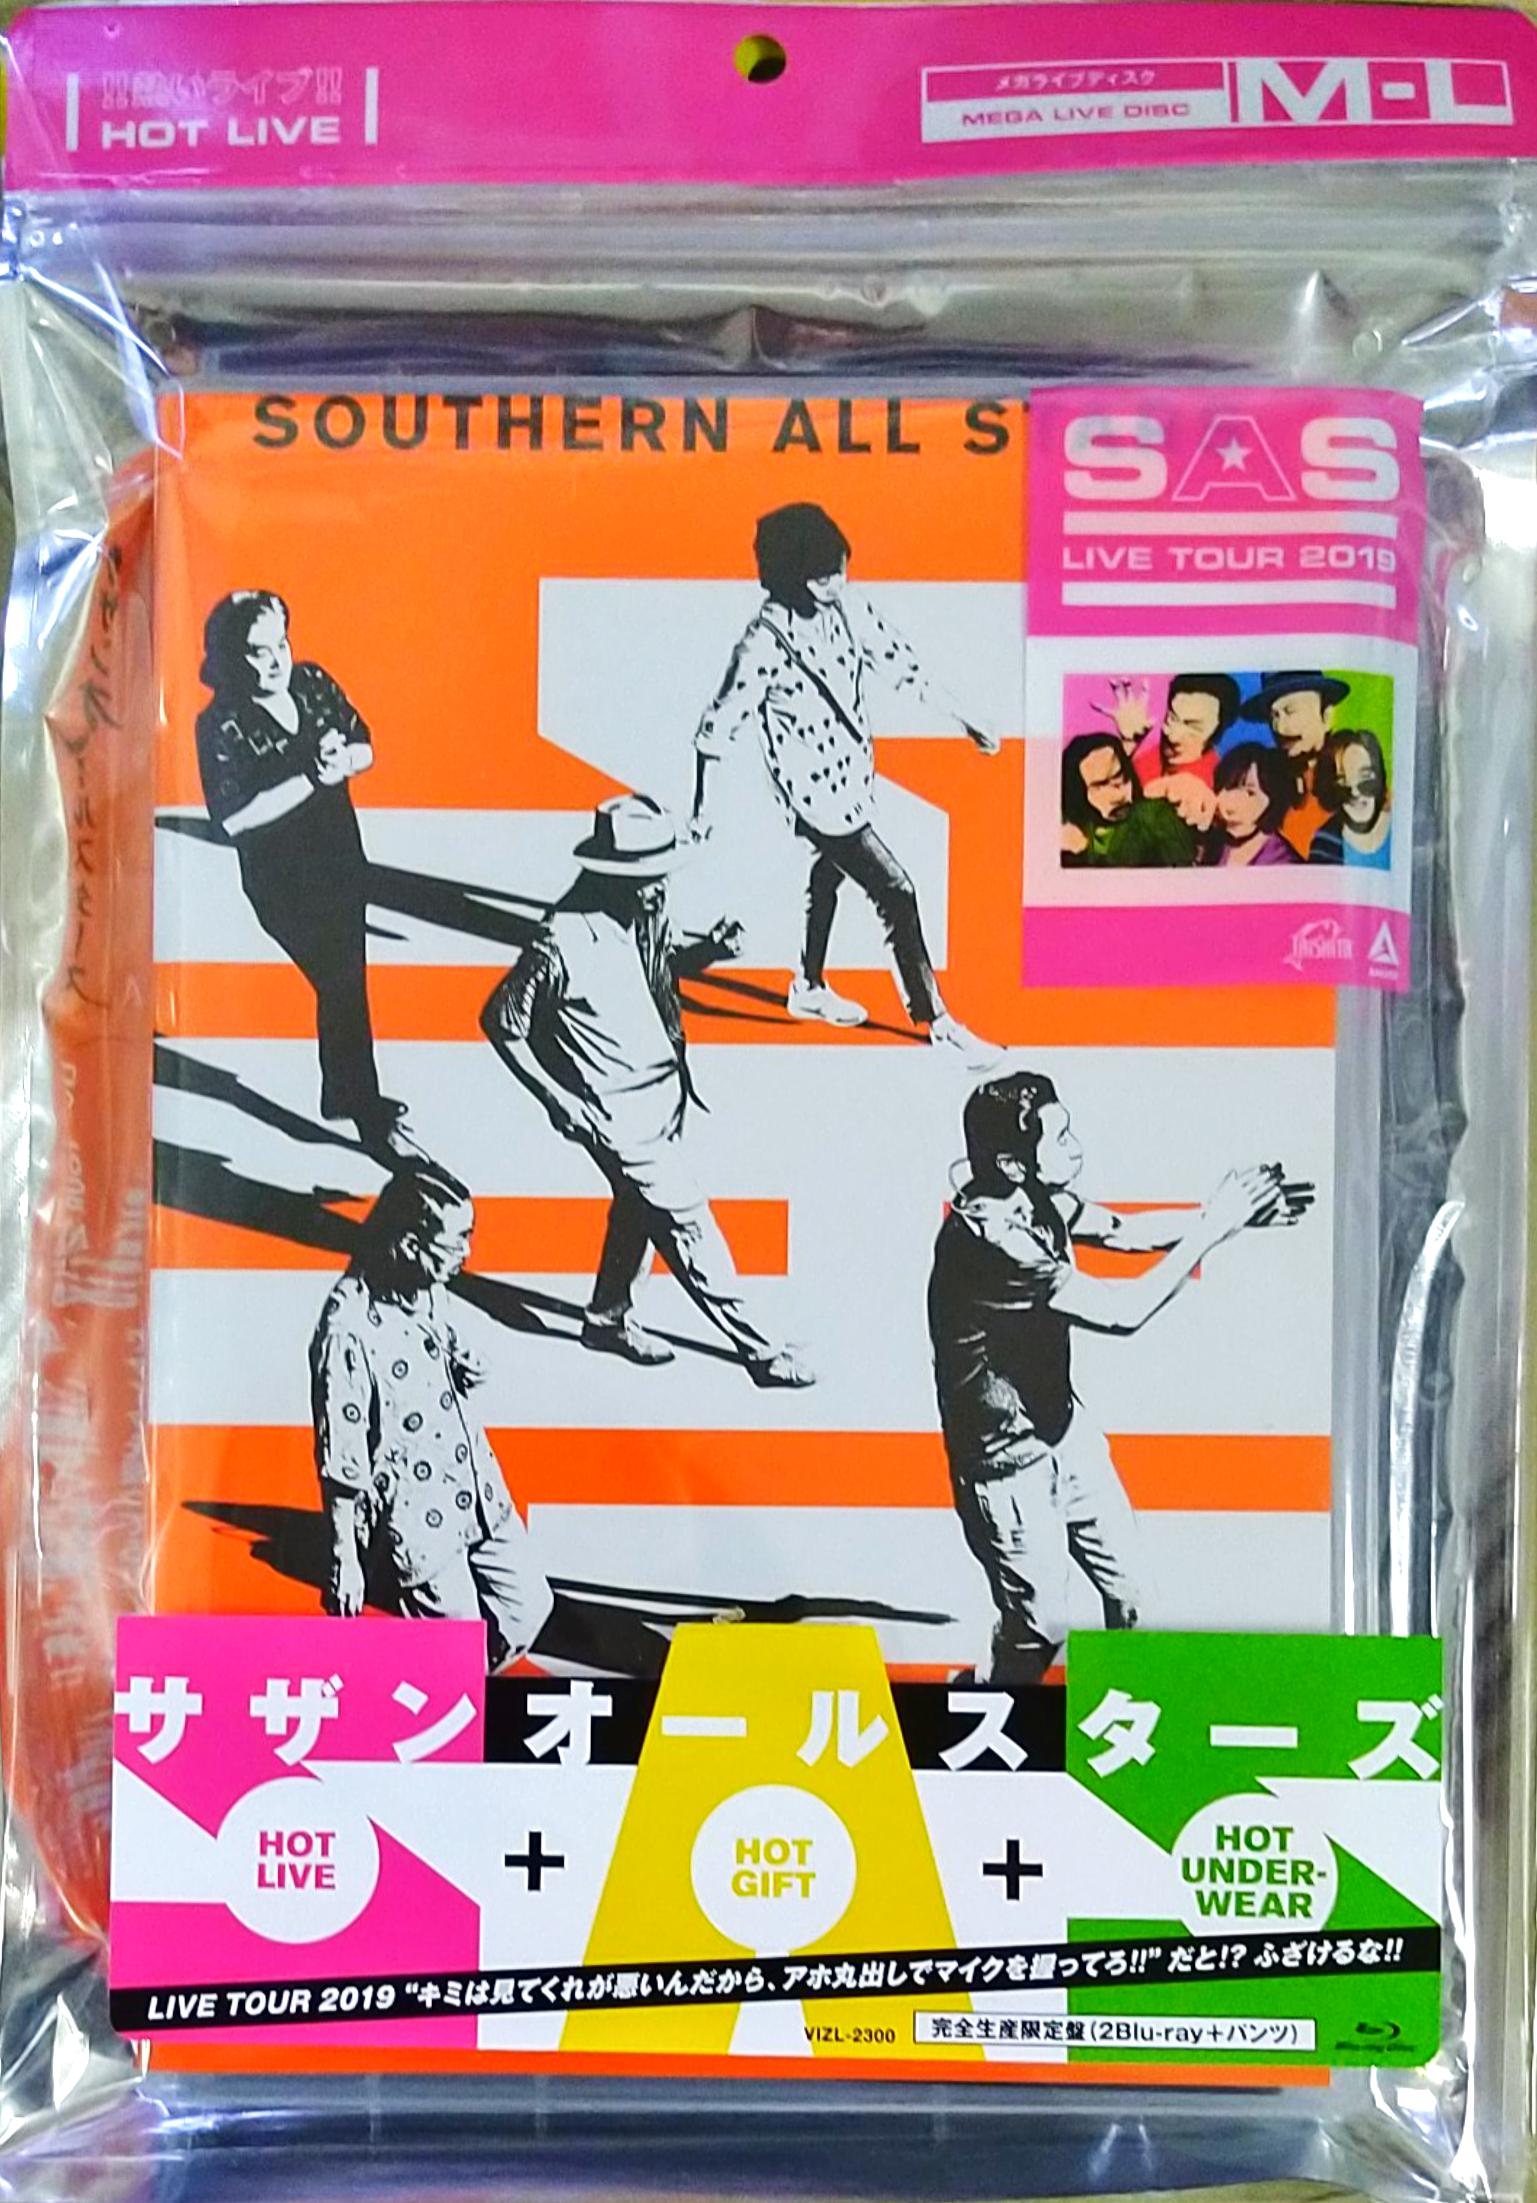 !!熱いライブ!!
HOT LIVE
メガライブディスク
MEGA LIVE DISC
SOUTHERN ALL S
SAS
LIVE TOUR 2019
TAISHITA
サザンオールスターズ
HOT
LIVE
+
HOT
GIFT
+
HOT
UNDER-
WEAR
LIVE TOUR 2019 “キミは見てくれが悪いんだから、アホ丸出しでマイクを握ってろ!!” だと!? ふざけるな!!
VIZL-2300
完全生産限定盤(2Blu-ray+パンツ)
Blu-ray Disc